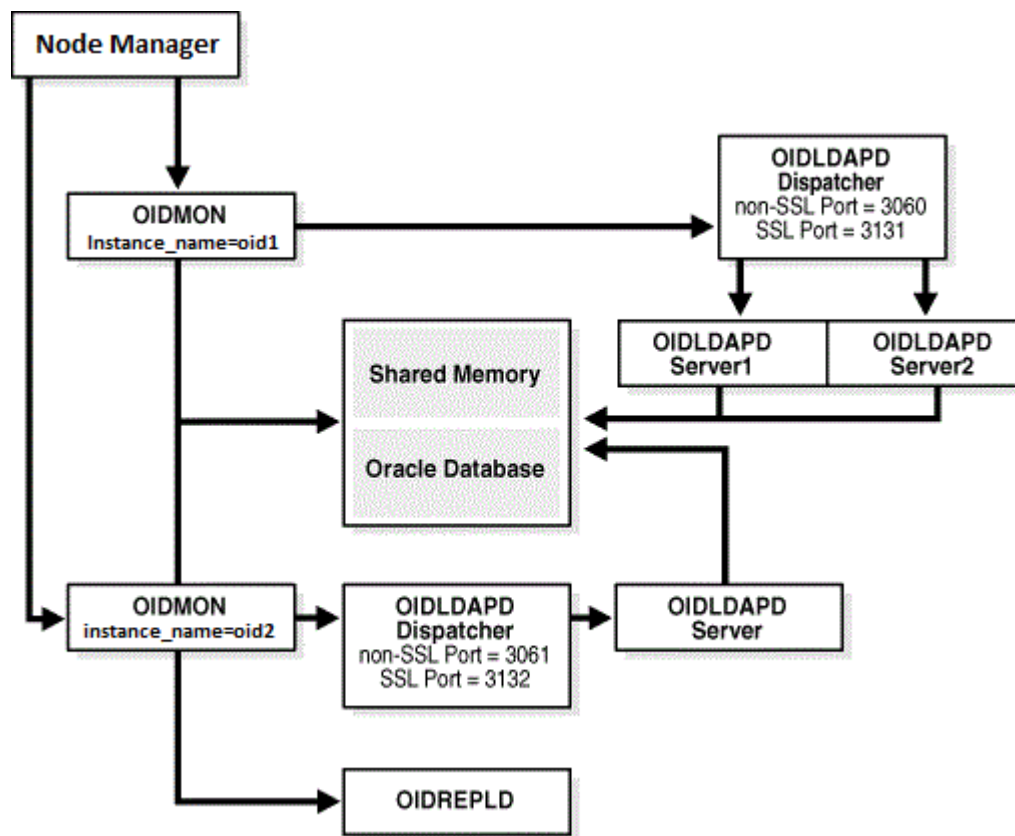 Node Manager
OIDMON
Instance_name=oid1
OIDLDAPD
Dispatcher
non-SSL Port = 3060
SSL Port = 3131
OIDLDAPD
Server1
OIDLDAPD
Server2
Shared Memory
Oracle Database
OIDMON
instance_name=oid2
OIDLDAPD
Dispatcher
non-SSL Port = 3061
SSL Port = 3132
OIDLDAPD
Server
OIDREPLD